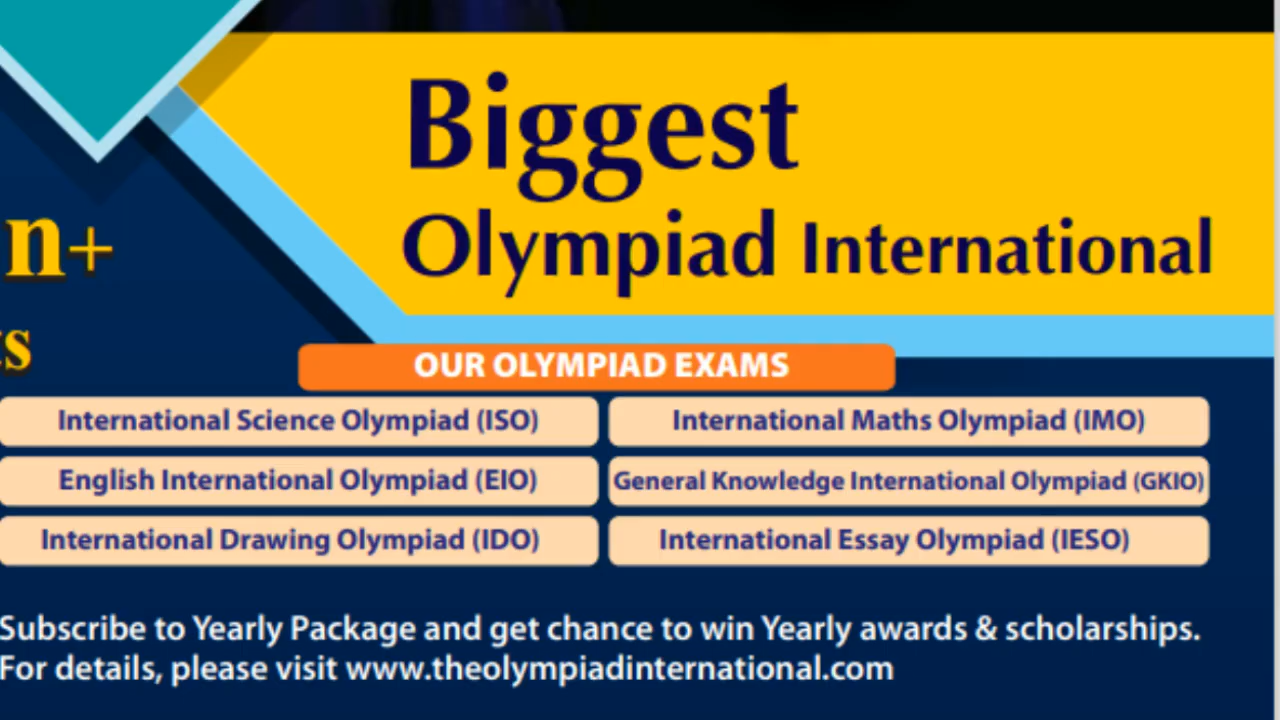 Biggest
Olympiad International
n+
ts
OUR OLYMPIAD EXAMS
International Science Olympiad (ISO)
International Maths Olympiad (IMO)
English International Olympiad (EIO)
General Knowledge International Olympiad (GKIO)
International Drawing Olympiad (IDO)
International Essay Olympiad (IESO)
Subscribe to Yearly Package and get chance to win Yearly awards & scholarships.
For details, please visit www.theolympiadinternational.com